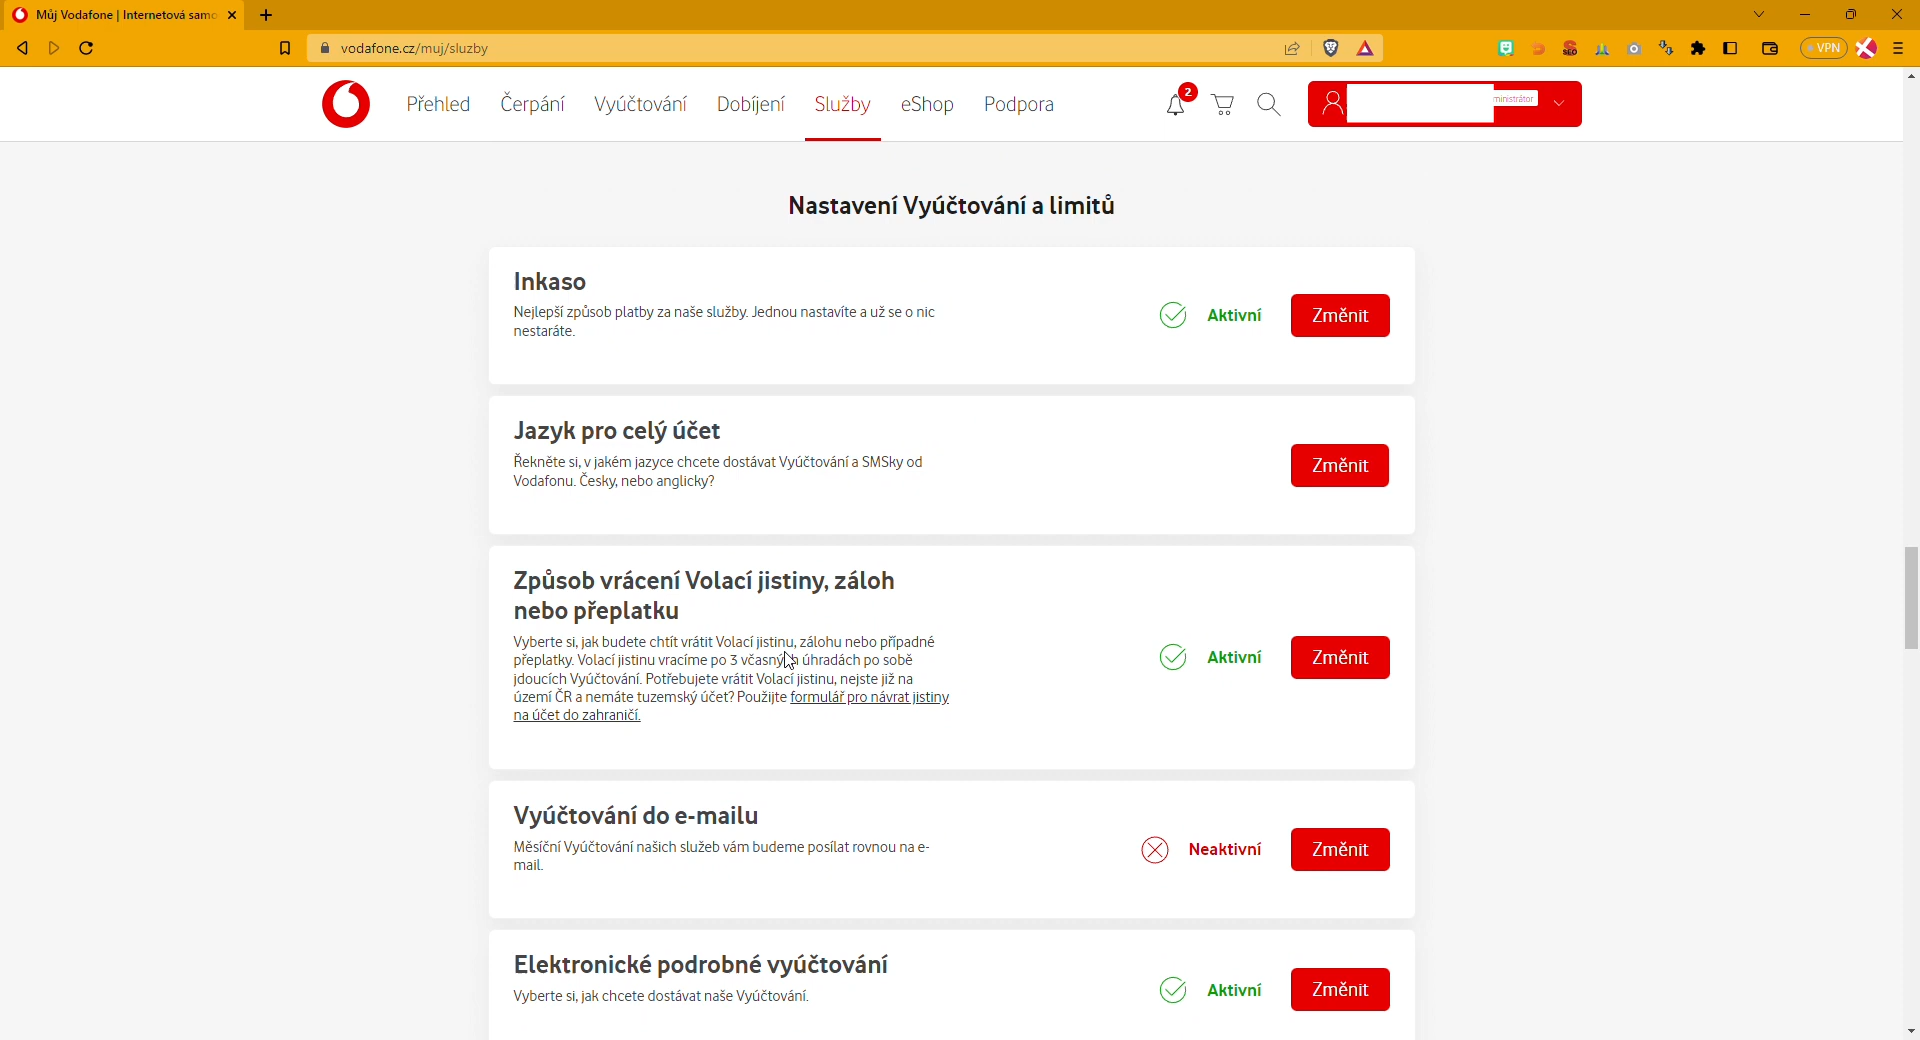 Můj Vodafone | Internetová samo
vodafone.cz/muj/sluzby
SEO
VPN
Přehled
Čerpání
Vyúčtování
Dobíjení
Služby
eShop
Podpora
2
ministrátor
Nastavení Vyúčtování a limitů
Inkaso
Nejlepší způsob platby za naše služby. Jednou nastavíte a už se o nic
nestaráte.
Aktivní
Změnit
Jazyk pro celý účet
Řekněte si, v jakém jazyce chcete dostávat Vyúčtování a SMSky od
Vodafonu. Česky, nebo anglicky?
Změnit
Způsob vrácení Volací jistiny, záloh
nebo přeplatku
Vyberte si, jak budete chtít vrátit Volací jistinu, zálohu nebo případné
přeplatky. Volací jistinu vracíme po 3 včasných úhradách po sobě
jdoucích Vyúčtování. Potřebujete vrátit Volací jistinu, nejste již na
území ČR a nemáte tuzemský účet? Použijte formulář pro návrat jistiny
na účet do zahraničí.
Aktivní
Změnit
Vyúčtování do e-mailu
Měsíční Vyúčtování našich služeb vám budeme posílat rovnou na e-
mail.
Neaktivní
Změnit
Elektronické podrobné vyúčtování
Vyberte si, jak chcete dostávat naše Vyúčtování.
Aktivní
Změnit